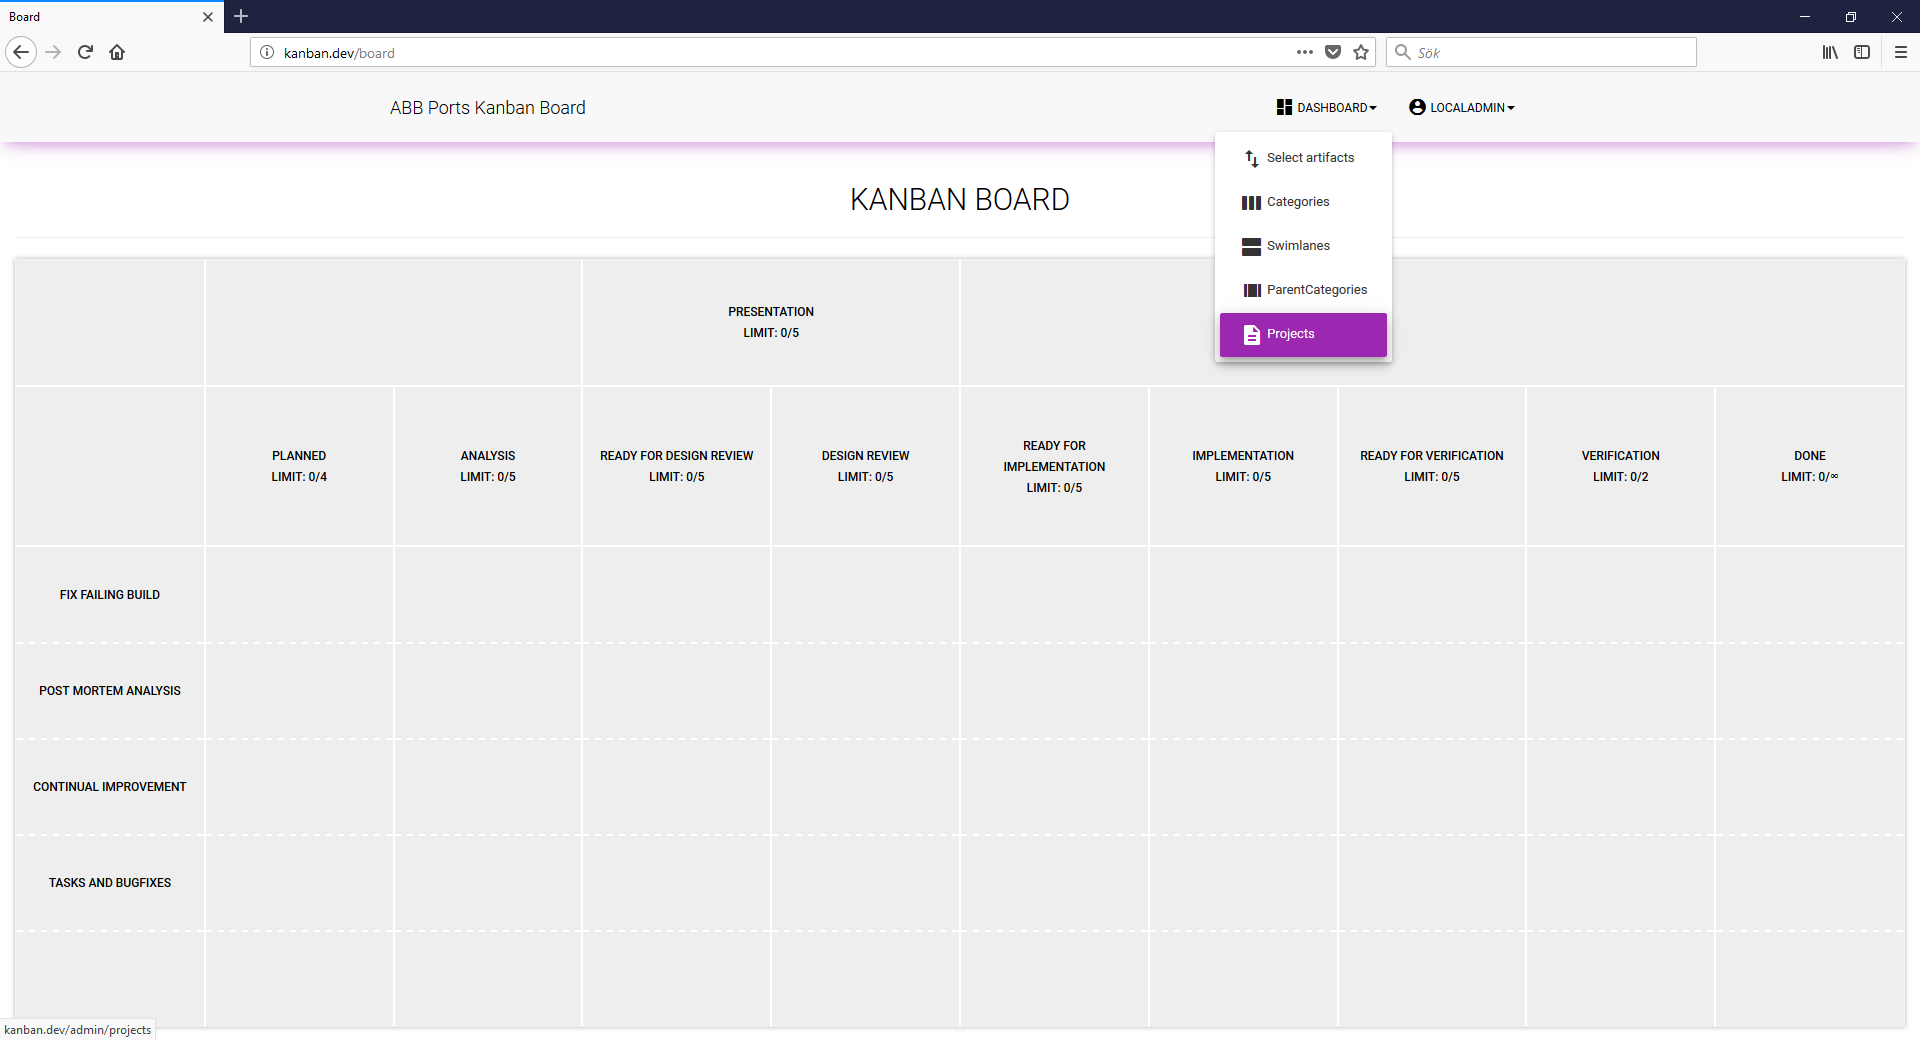 Board
kanban.dev/board
Sök
ABB Ports Kanban Board
DASHBOARD
LOCALADMIN
Select artifacts
Categories
Swimlanes
ParentCategories
Projects
KANBAN BOARD
PRESENTATION
LIMIT: 0/5
PLANNED
LIMIT: 0/4
ANALYSIS
LIMIT: 0/5
READY FOR DESIGN REVIEW
LIMIT: 0/5
DESIGN REVIEW
LIMIT: 0/5
READY FOR
IMPLEMENTATION
LIMIT: 0/5
IMPLEMENTATION
LIMIT: 0/5
READY FOR VERIFICATION
LIMIT: 0/5
VERIFICATION
LIMIT: 0/2
DONE
LIMIT: 0/∞
FIX FAILING BUILD
POST MORTEM ANALYSIS
CONTINUAL IMPROVEMENT
TASKS AND BUGFIXES
kanban.dev/admin/projects